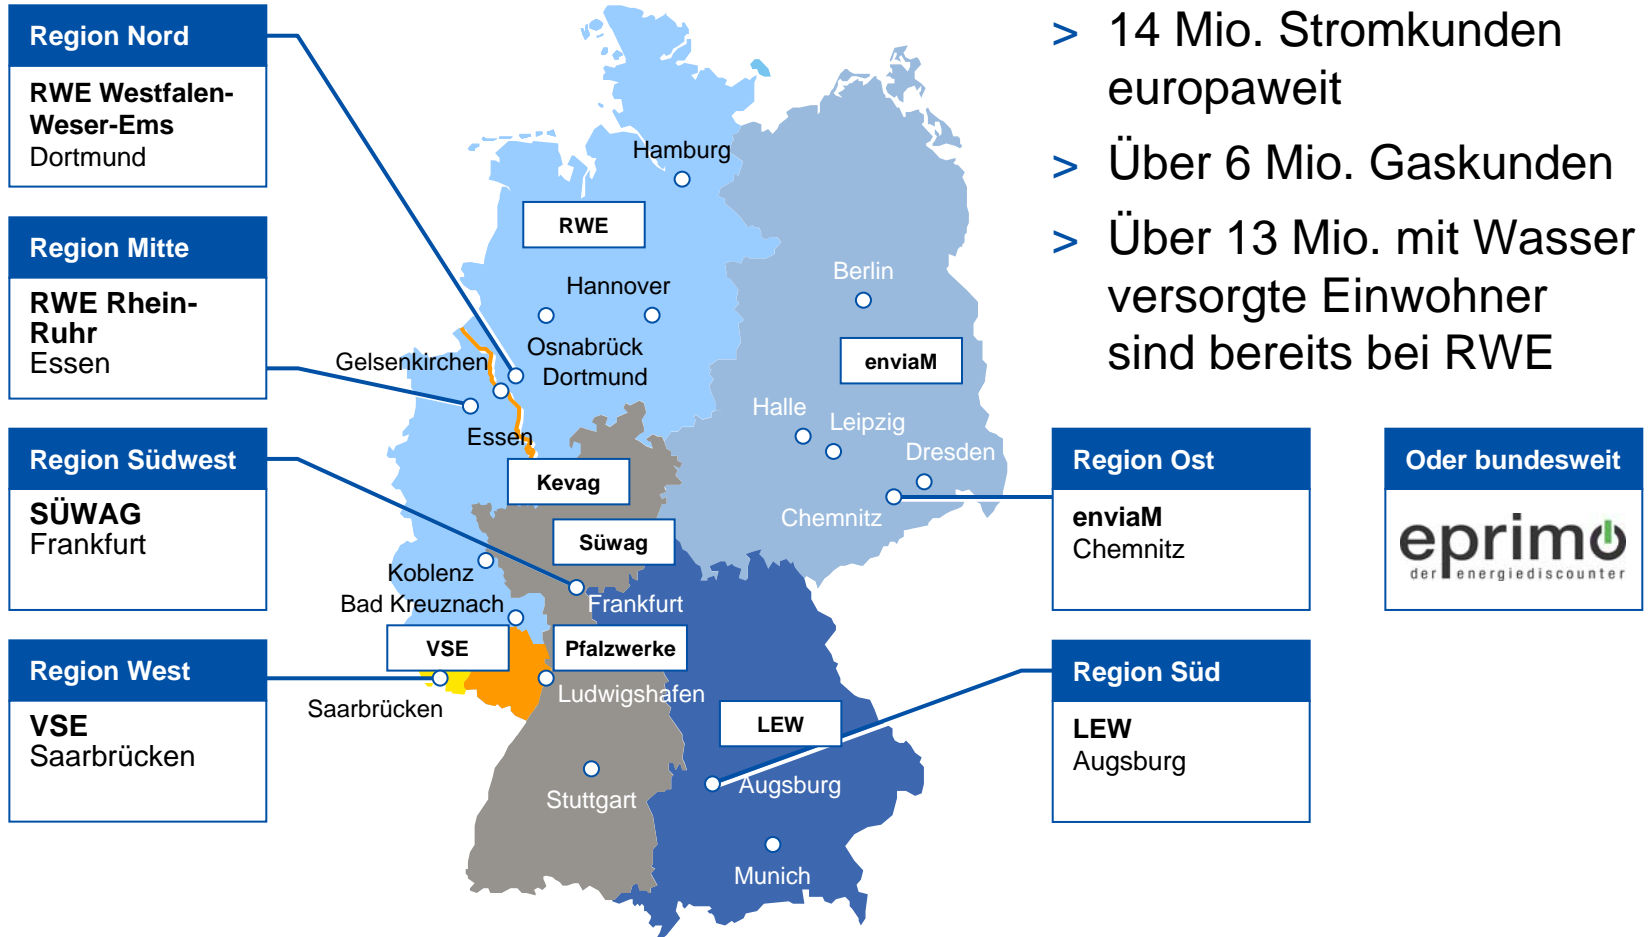 Region Nord
RWE Westfalen-
Weser-Ems
Dortmund
Region Mitte
RWE Rhein-
Ruhr
Essen
Region Südwest
SÜWAG
Frankfurt
Region West
VSE
Saarbrücken
Hamburg
RWE
Hannover
Osnabrück
Dortmund
Gelsenkirchen
Essen
Kevag
Süwag
Koblenz
Bad Kreuznach
Frankfurt
VSE
Pfalzwerke
Saarbrücken
Ludwigshafen
LEW
Stuttgart
Augsburg
Munich
Berlin
enviaM
Halle
Leipzig
Dresden
Chemnitz
> 14 Mio. Stromkunden
europaweit
> Über 6 Mio. Gaskunden
> Über 13 Mio. mit Wasser
versorgte Einwohner
sind bereits bei RWE
Region Ost
enviaM
Chemnitz
Oder bundesweit
eprimo
der energiediscounter
Region Süd
LEW
Augsburg